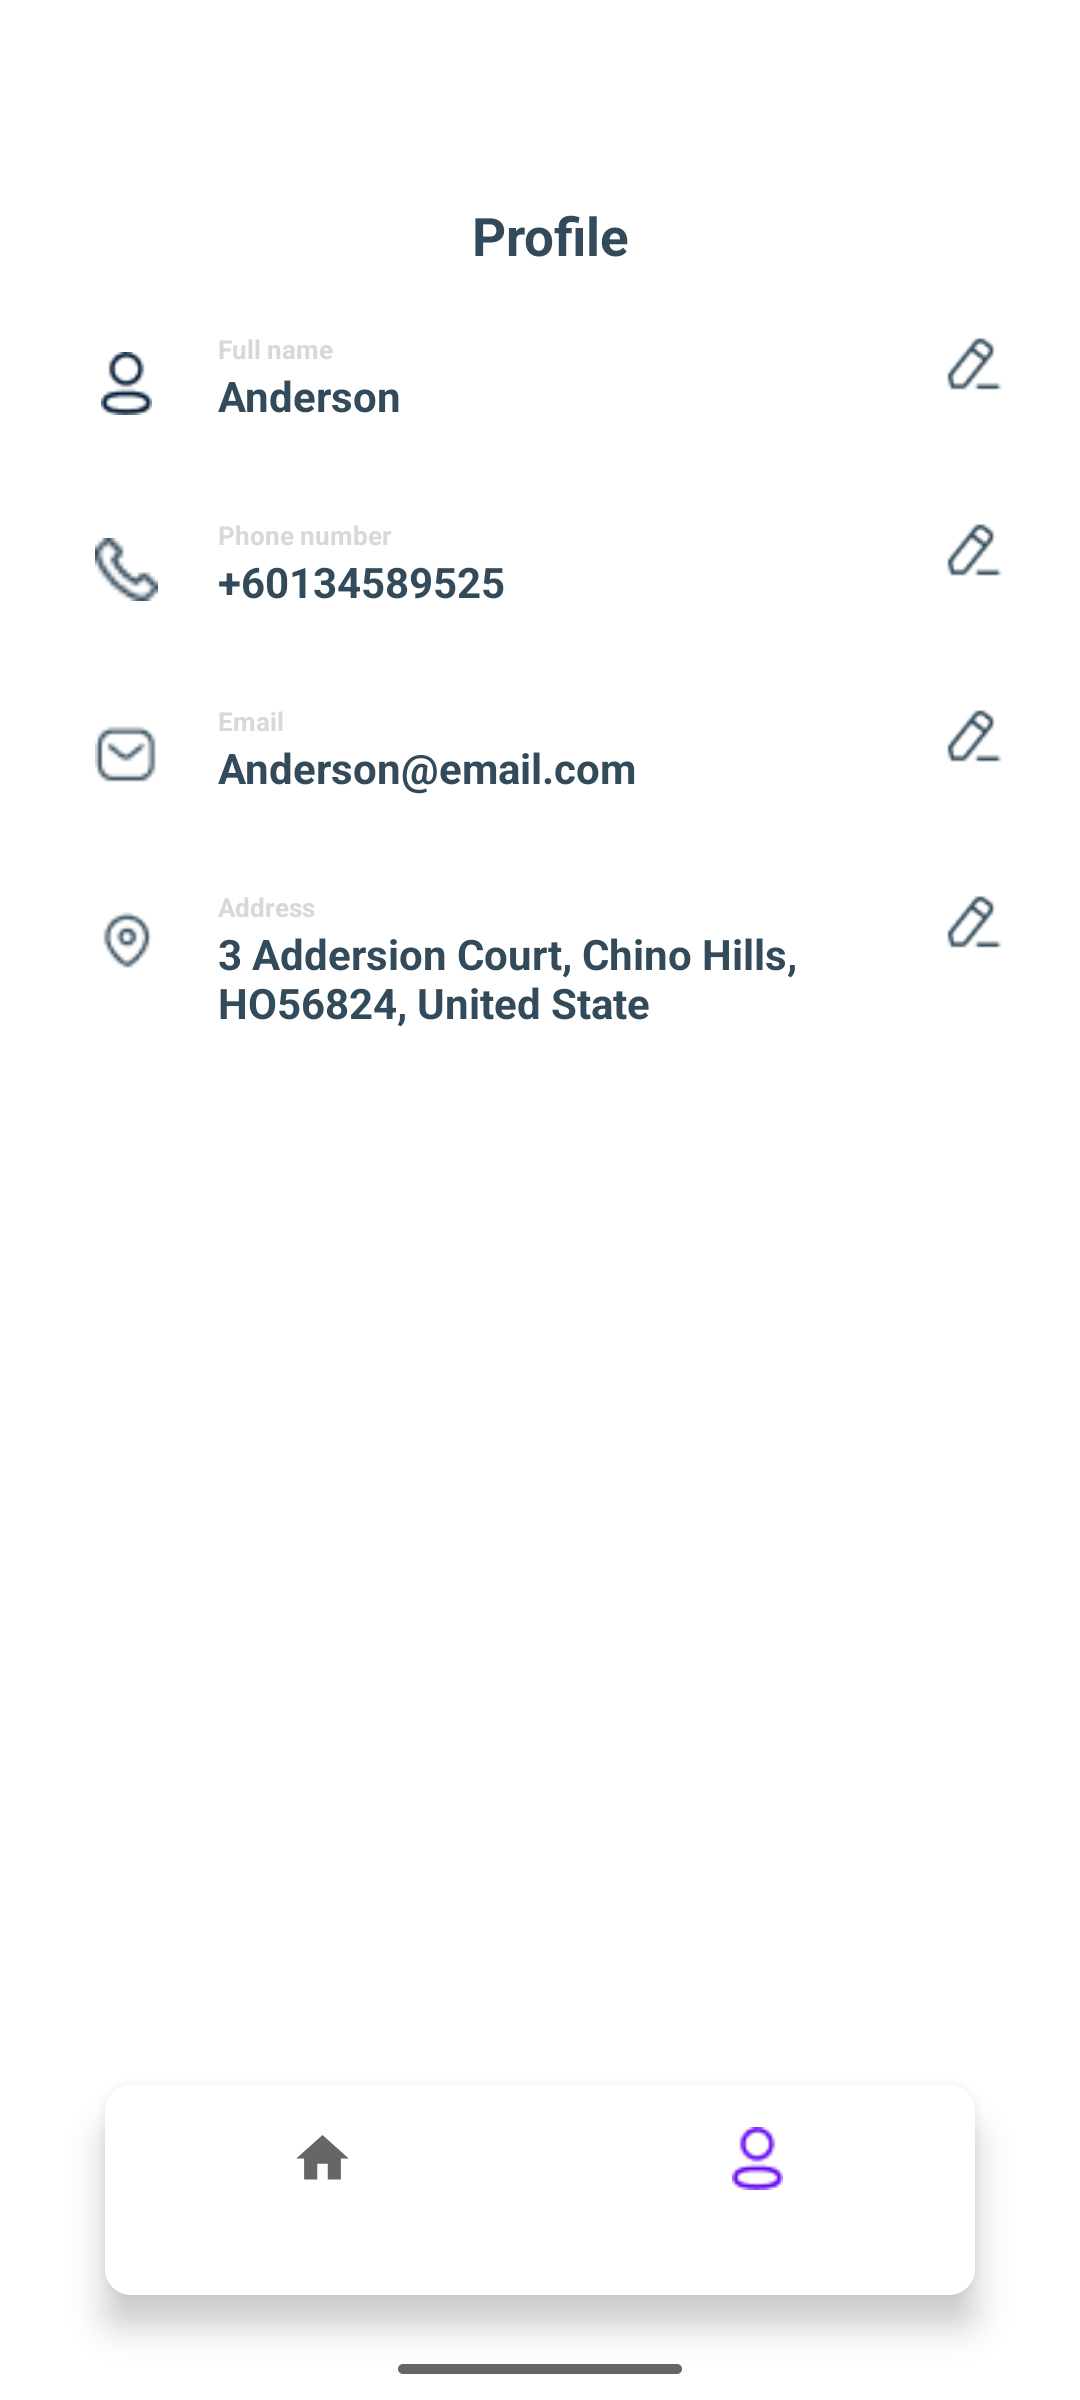 Profile
Full name
Anderson
Phone number
+60134589525
Email
Anderson@email.com
Address
3 Addersion Court, Chino Hills,
HO56824, United State